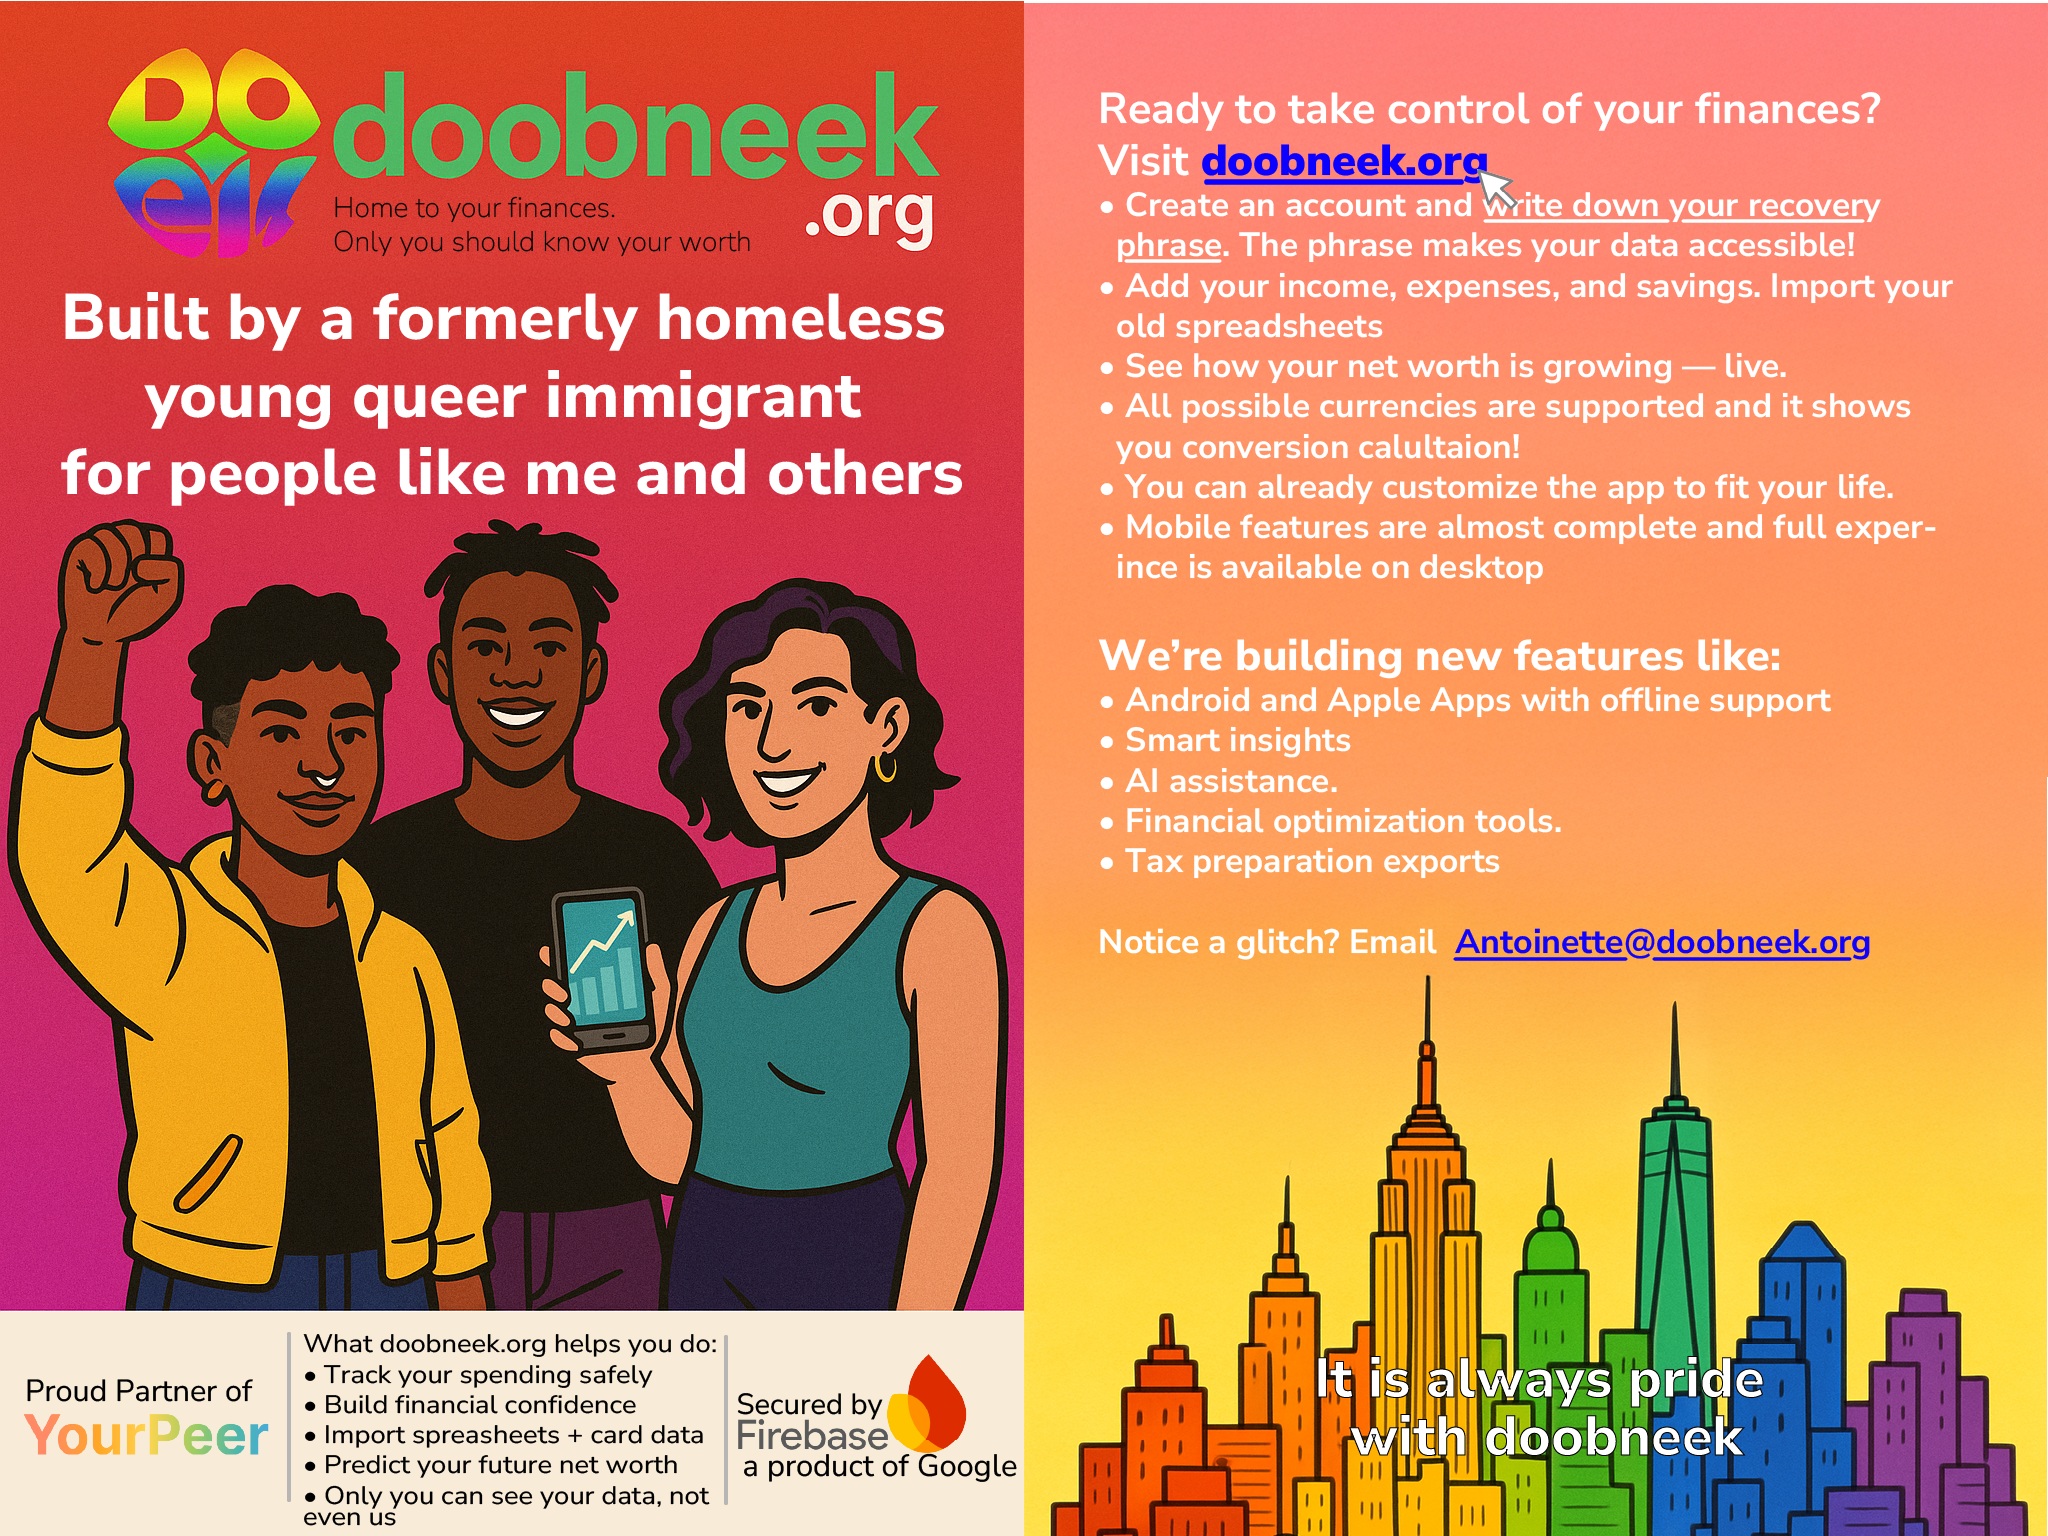 DO
EK
doobneek
.org
Home to your finances.
Only you should know your worth
Built by a formerly homeless
young queer immigrant
for people like me and others
Proud Partner of
YourPeer
What doobneek.org helps you do:
• Track your spending safely
• Build financial confidence
• Import spreasheets + card data
• Predict your future net worth
• Only you can see your data, not
even us
Secured by
Firebase
a product of Google
Ready to take control of your finances?
Visit doobneek.org
• Create an account and write down your recovery
phrase. The phrase makes your data accessible!
• Add your income, expenses, and savings. Import your
old spreadsheets
• See how your net worth is growing — live.
• All possible currencies are supported and it shows
you conversion calultaion!
• You can already customize the app to fit your life.
• Mobile features are almost complete and full exper-
ince is available on desktop
We're building new features like:
• Android and Apple Apps with offline support
• Smart insights
• AI assistance.
• Financial optimization tools.
• Tax preparation exports
Notice a glitch? Email Antoinette@doobneek.org
It is always pride
with doobneek